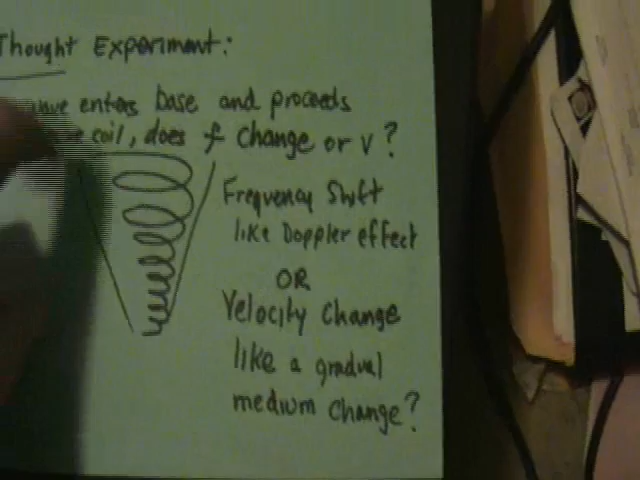 Thought Experiment:
enters base and proceeds
coil, does f change or v?
Frequency Shift
like Doppler effect
OR
Velocity Change
like a gradual
medium change?